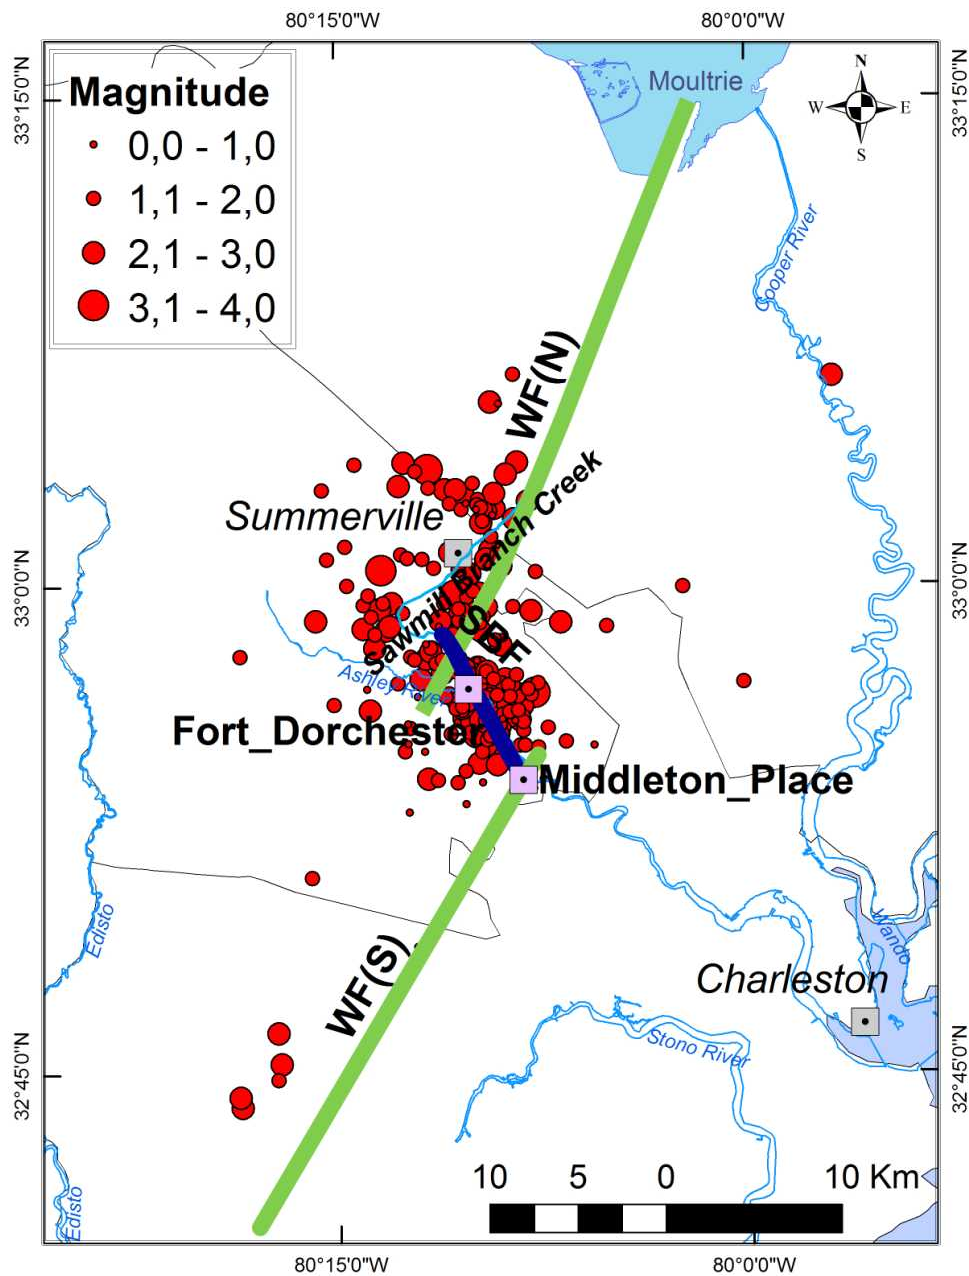 80°15'0"W
80°0'0"W
33°15'0"N
33°15'0"N
Magnitude
0,0 - 1,0
1,1 - 2,0
2,1 - 3,0
3,1 - 4,0
Moultrie
N
W
E
S
Cooper River
WF(N)
Sawmill Branch Creek
Summerville
33°0'0"N
33°0'0"N
SBF
Ashley River
Fort_Dorchester
Middleton_Place
Edisto
Wando
WF(S)
Charleston
Stono River
32°45'0"N
32°45'0"N
10
5
0
10 Km
Edisto
80°15'0"W
80°0'0"W